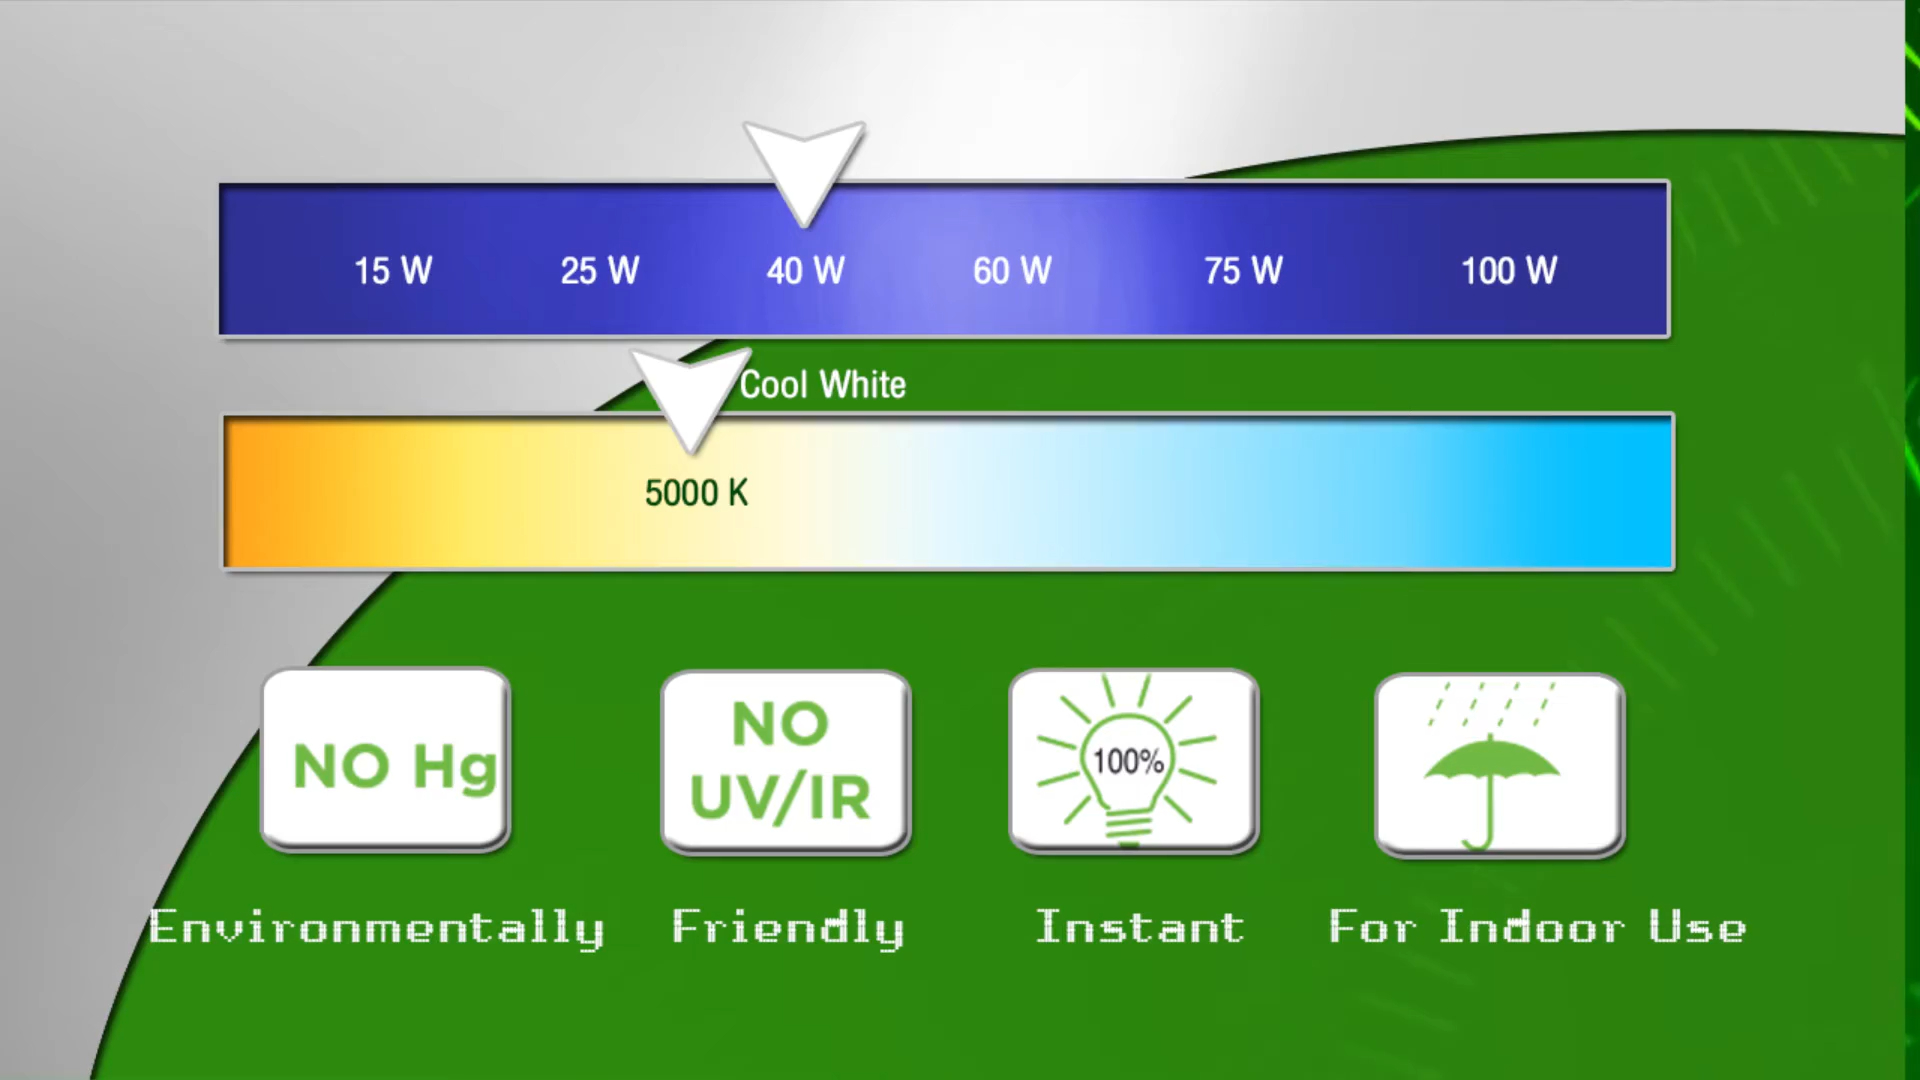 15 W 25 W 40 W 60 W 75 W 100 W
Cool White
5000 K
NO Hg
NO
UV/IR
100%
Environmentally Friendly Instant For Indoor Use